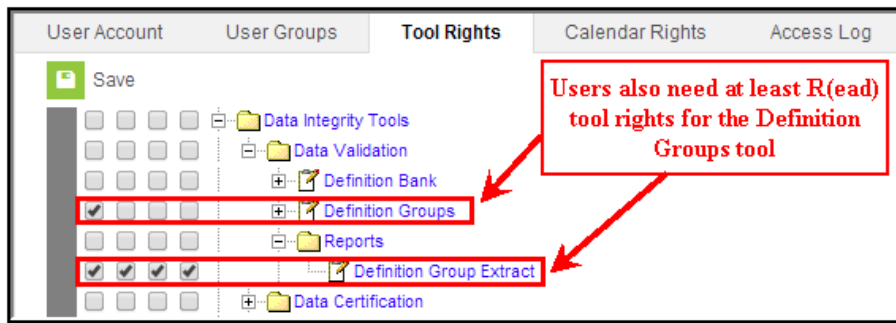 User Account User Groups Tool Rights Calendar Rights Access Log
Save
Users also need at least R(ead)
tool rights for the Definition
Groups tool
Data Integrity Tools
Data Validation
Definition Bank
Definition Groups
Reports
Definition Group Extract
Data Certification